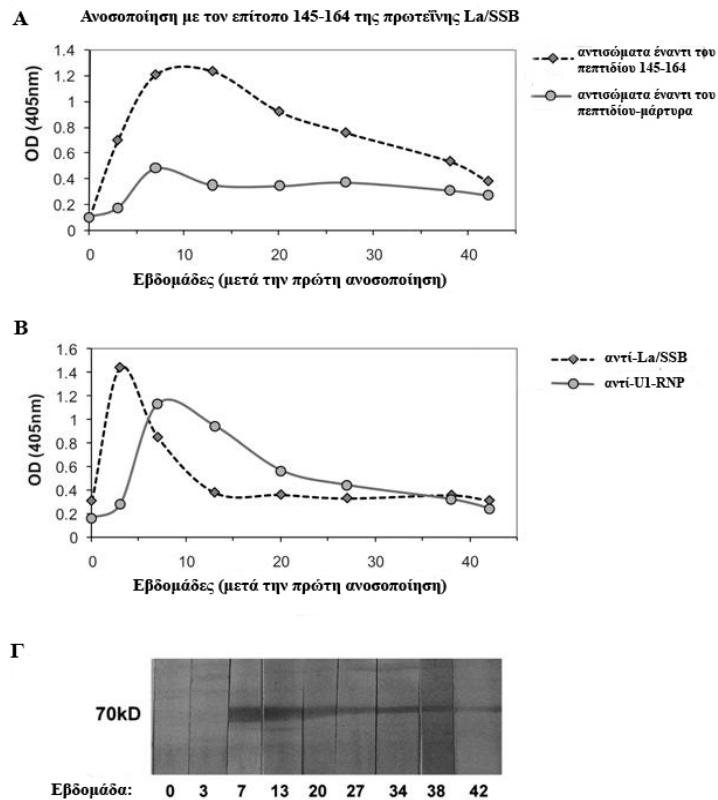 Α
Ανοσοποίηση με τον επίτοπο 145-164 της πρωτεΐνης La/SSB
OD (405nm)
1.4
1.2
1
0.8
0.6
0.4
0.2
0
0 10 20 30 40
Εβδομάδες (μετά την πρώτη ανοσοποίηση)
αντισώματα έναντι του
πεπτιδίου 145-164
αντισώματα έναντι του
πεπτιδίου-μάρτυρα
Β
OD (405nm)
1.6
1.4
1.2
1
0.8
0.6
0.4
0.2
0
0 10 20 30 40
Εβδομάδες (μετά την πρώτη ανοσοποίηση)
αντί-La/SSB
αντί-U1-RNP
Γ
70kD
Εβδομάδα: 0 3 7 13 20 27 34 38 42